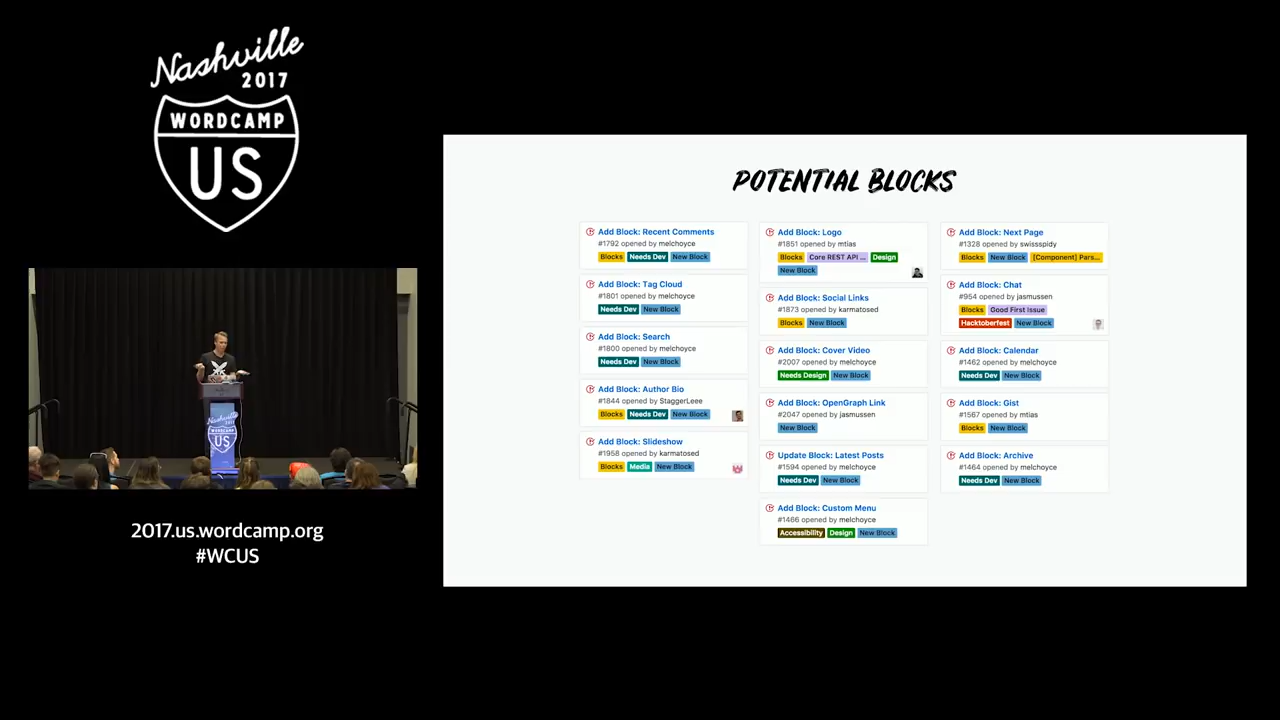 Nashville
2017
WORDCAMP
US
2017.us.wordcamp.org
#WCUS
POTENTIAL BLOCKS
Add Block: Recent Comments
#1792 opened by melchoyce
Blocks Needs Dev New Block
Add Block: Tag Cloud
#1801 opened by melchoyce
Needs Dev New Block
Add Block: Search
#1800 opened by melchoyce
Needs Dev New Block
Add Block: Author Bio
#1844 opened by StaggerLeee
Blocks Needs Dev New Block
Add Block: Slideshow
#1958 opened by karmatosed
Blocks Media New Block
Add Block: Logo
#1851 opened by mtias
Blocks Core REST API ... Design
New Block
Add Block: Social Links
#1873 opened by karmatosed
Blocks New Block
Add Block: Cover Video
#2007 opened by melchoyce
Needs Design New Block
Add Block: OpenGraph Link
#2047 opened by jasmussen
New Block
Update Block: Latest Posts
#1594 opened by melchoyce
Needs Dev New Block
Add Block: Custom Menu
#1466 opened by melchoyce
Accessibility Design New Block
Add Block: Next Page
#1328 opened by swissspidy
Blocks New Block [Component] Pars...
Add Block: Chat
#954 opened by jasmussen
Blocks Good First Issue
Hacktoberfest New Block
Add Block: Calendar
#1462 opened by melchoyce
Needs Dev New Block
Add Block: Gist
#1567 opened by mtias
Blocks New Block
Add Block: Archive
#1464 opened by melchoyce
Needs Dev New Block
Nashville
WORDCAMP
US